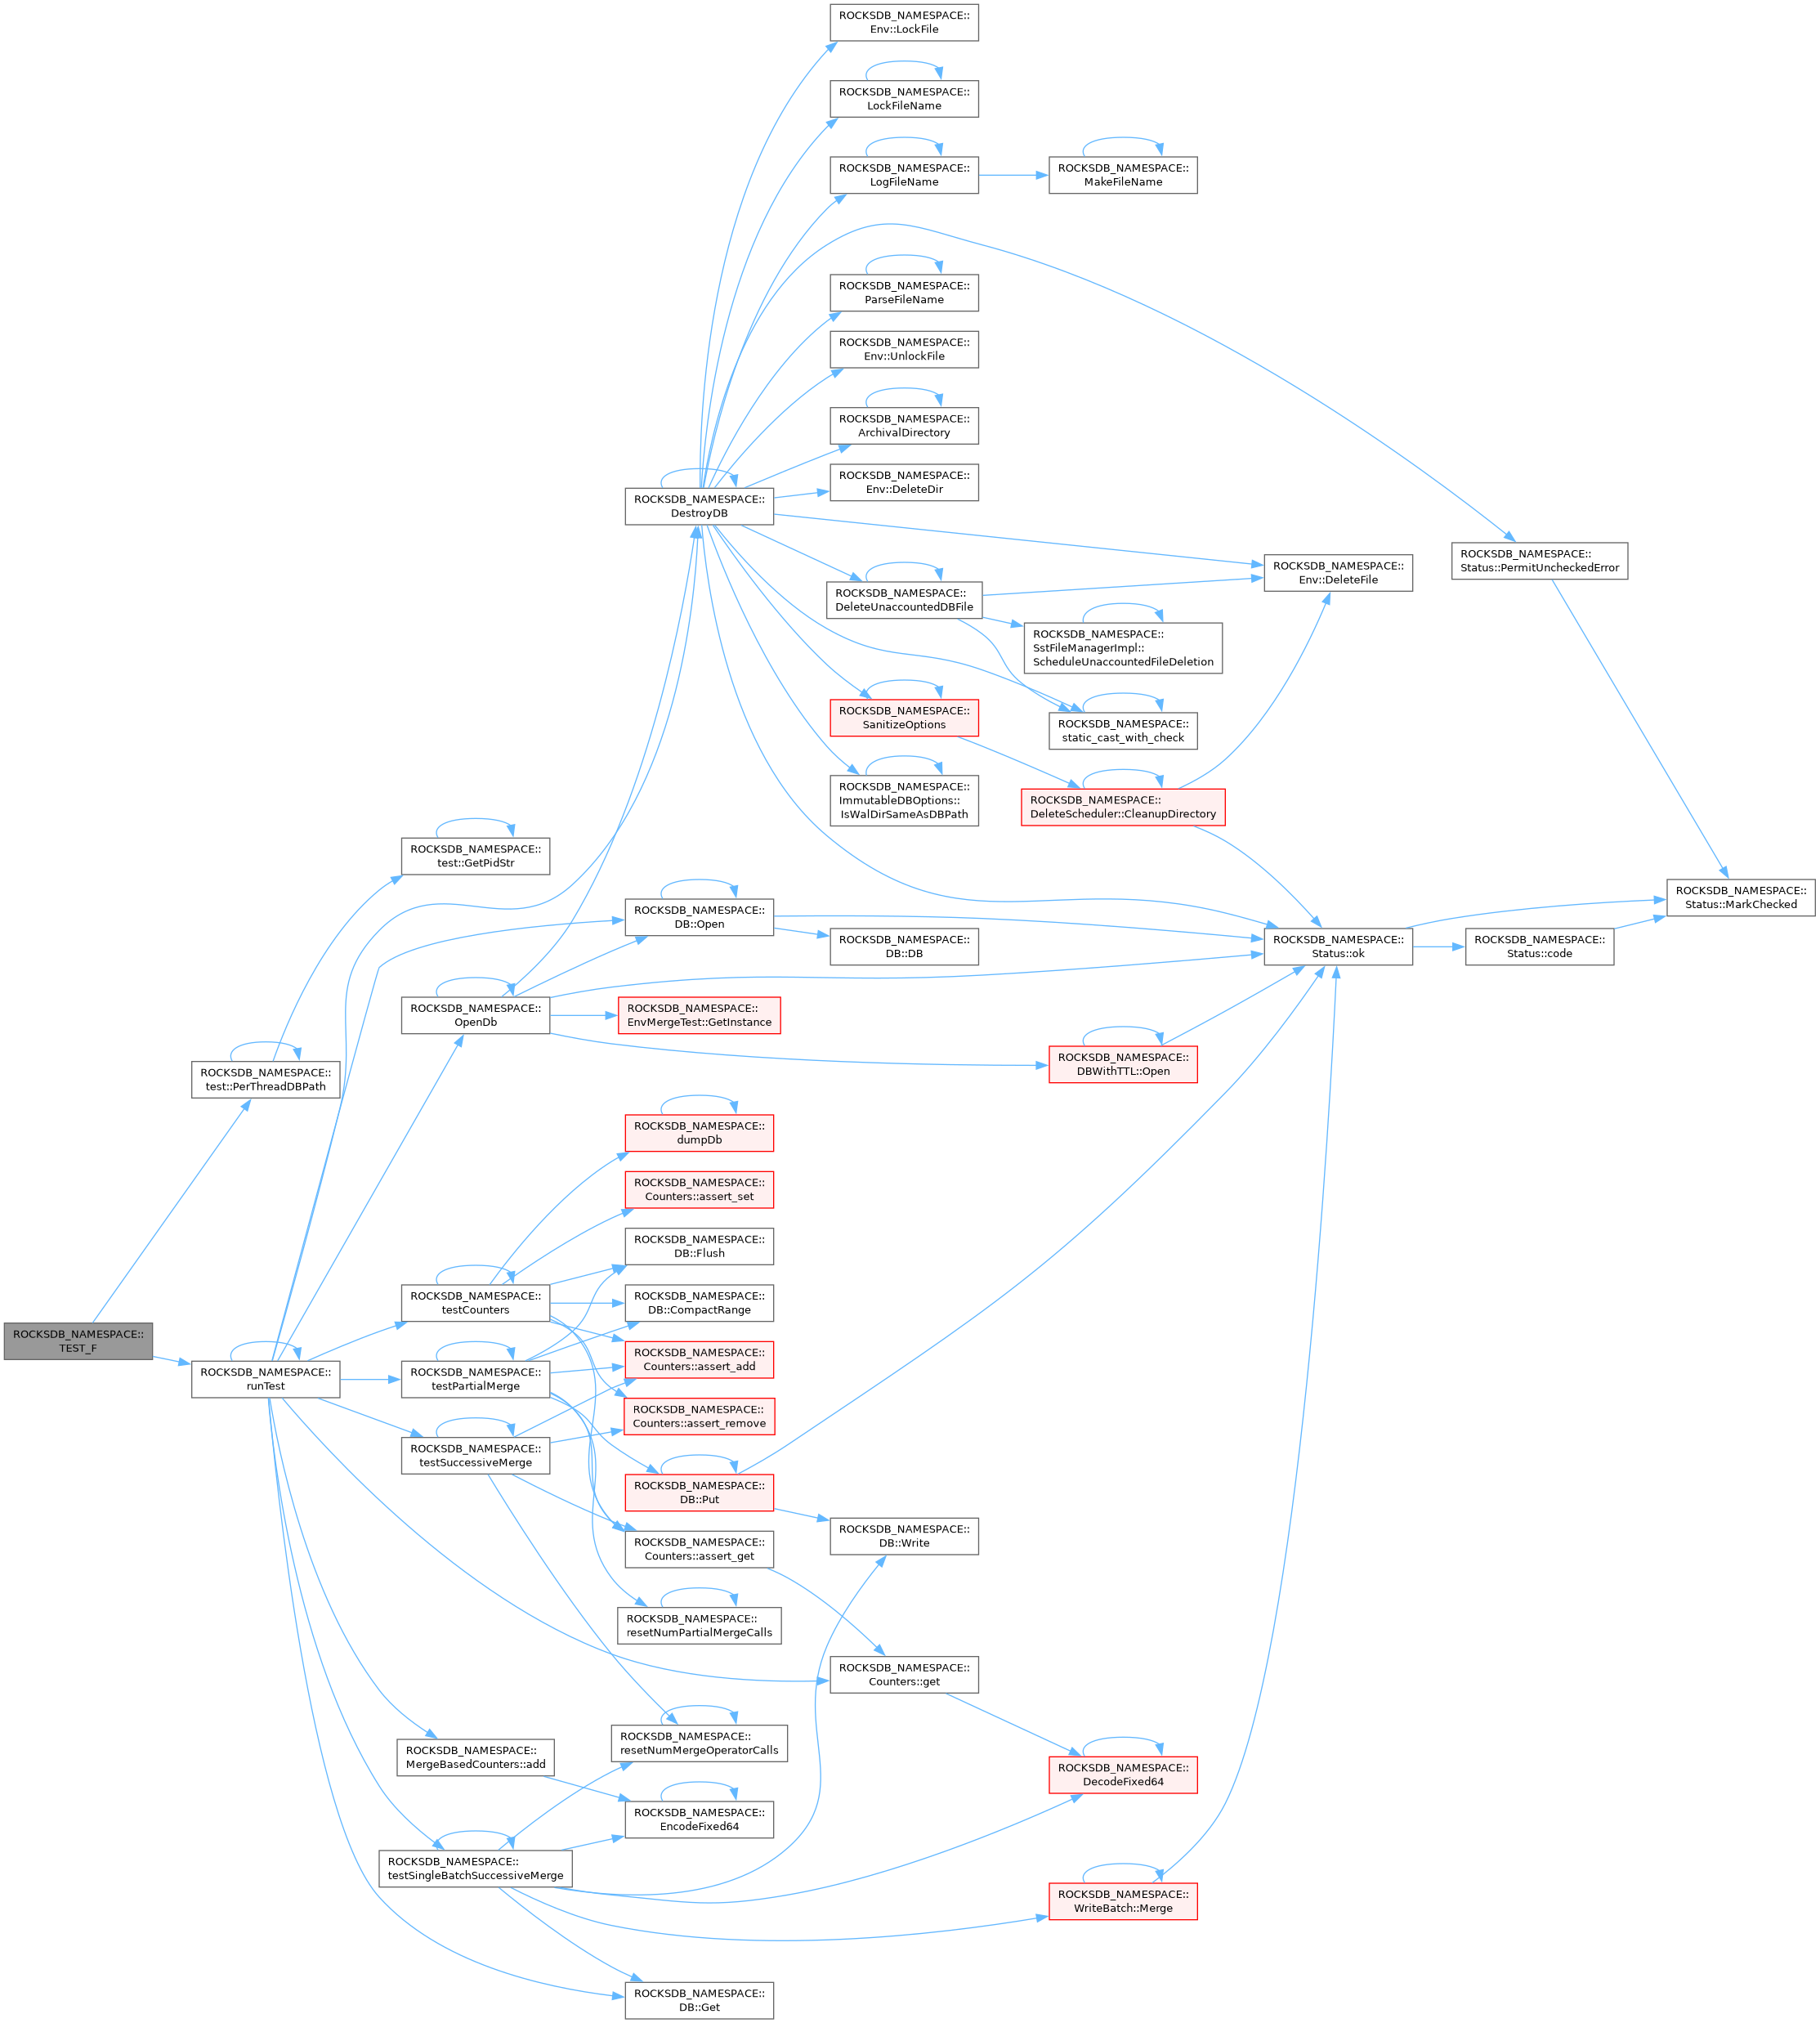 ROCKSDB_NAMESPACE::
Env::LockFile
ROCKSDB_NAMESPACE::
LockFileName
ROCKSDB_NAMESPACE::
LogFileName
ROCKSDB_NAMESPACE::
MakeFileName
ROCKSDB_NAMESPACE::
ParseFileName
ROCKSDB_NAMESPACE::
Env::UnlockFile
ROCKSDB_NAMESPACE::
ArchivalDirectory
ROCKSDB_NAMESPACE::
Env::DeleteDir
ROCKSDB_NAMESPACE::
DestroyDB
ROCKSDB_NAMESPACE::
Status::PermitUncheckedError
ROCKSDB_NAMESPACE::
Env::DeleteFile
ROCKSDB_NAMESPACE::
DeleteUnaccountedDBFile
ROCKSDB_NAMESPACE::
SstFileManagerImpl::
ScheduleUnaccountedFileDeletion
ROCKSDB_NAMESPACE::
SanitizeOptions
ROCKSDB_NAMESPACE::
static_cast_with_check
ROCKSDB_NAMESPACE::
ImmutableDBOptions::
IsWalDirSameAsDBPath
ROCKSDB_NAMESPACE::
DeleteScheduler::CleanupDirectory
ROCKSDB_NAMESPACE::
test::GetPidStr
ROCKSDB_NAMESPACE::
Status::MarkChecked
ROCKSDB_NAMESPACE::
DB::Open
ROCKSDB_NAMESPACE::
DB::DB
ROCKSDB_NAMESPACE::
Status::ok
ROCKSDB_NAMESPACE::
Status::code
ROCKSDB_NAMESPACE::
OpenDb
ROCKSDB_NAMESPACE::
EnvMergeTest::GetInstance
ROCKSDB_NAMESPACE::
DBWithTTL::Open
ROCKSDB_NAMESPACE::
test::PerThreadDBPath
ROCKSDB_NAMESPACE::
dumpDb
ROCKSDB_NAMESPACE::
Counters::assert_set
ROCKSDB_NAMESPACE::
DB::Flush
ROCKSDB_NAMESPACE::
testCounters
ROCKSDB_NAMESPACE::
DB::CompactRange
ROCKSDB_NAMESPACE::
TEST_F
ROCKSDB_NAMESPACE::
runTest
ROCKSDB_NAMESPACE::
testPartialMerge
ROCKSDB_NAMESPACE::
Counters::assert_add
ROCKSDB_NAMESPACE::
Counters::assert_remove
ROCKSDB_NAMESPACE::
testSuccessiveMerge
ROCKSDB_NAMESPACE::
DB::Put
ROCKSDB_NAMESPACE::
DB::Write
ROCKSDB_NAMESPACE::
Counters::assert_get
ROCKSDB_NAMESPACE::
resetNumPartialMergeCalls
ROCKSDB_NAMESPACE::
Counters::get
ROCKSDB_NAMESPACE::
MergeBasedCounters::add
ROCKSDB_NAMESPACE::
resetNumMergeOperatorCalls
ROCKSDB_NAMESPACE::
DecodeFixed64
ROCKSDB_NAMESPACE::
EncodeFixed64
ROCKSDB_NAMESPACE::
testSingleBatchSuccessiveMerge
ROCKSDB_NAMESPACE::
WriteBatch::Merge
ROCKSDB_NAMESPACE::
DB::Get